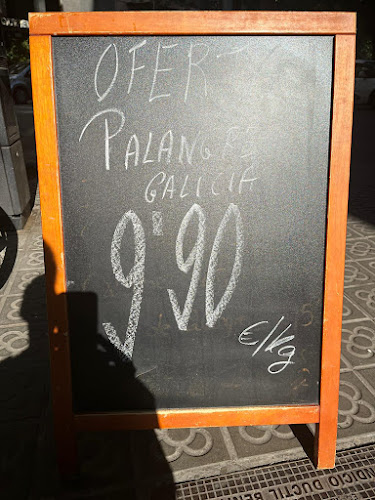 OFERTA
PALANGRE
GALICIA
9'90
€/kg